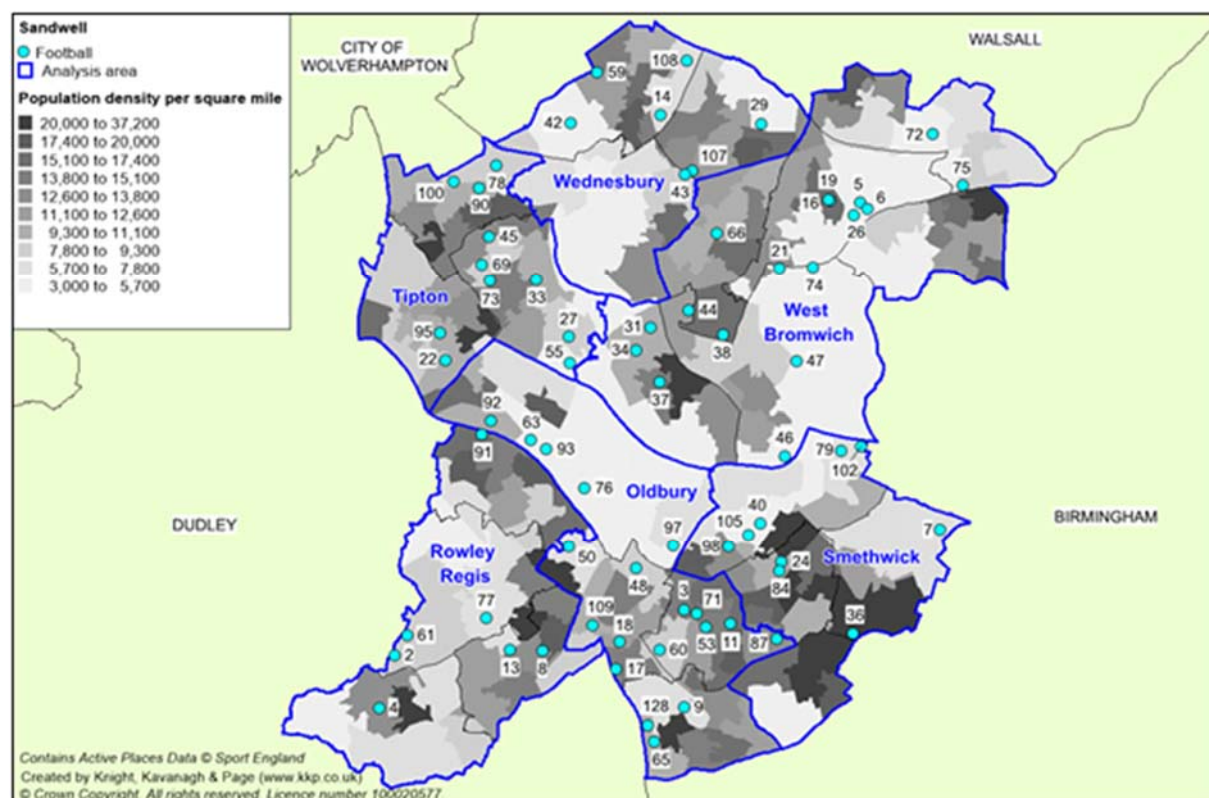 Sandwell
Football
Analysis area
Population density per square mile
20,000 to 37,200
17,400 to 20,000
15,100 to 17,400
13,800 to 15,100
12,600 to 13,800
11,100 to 12,600
9,300 to 11,100
7,800 to 9,300
5,700 to 7,800
3,000 to 5,700
CITY OF
WOLVERHAMPTON
WALSALL
59
108
14
29
42
72
107
Wednesbury
43
75
78
100
90
19
5
6
16
26
45
66
69
21
74
Tipton
73
33
44
West
Bromwich
27
31
95
34
38
47
22
55
37
92
63
46
79
93
102
91
76
Oldbury
DUDLEY
97
40
105
BIRMINGHAM
7
98
Rowley
Regis
50
Smethwick
24
48
84
77
3
71
109
36
18
61
53
11
87
60
2
13
8
17
4
128
9
65
Contains Active Places Data © Sport England
Created by Knight, Kavanagh & Page (www.kkp.co.uk)
© Crown Copyright. All rights reserved. Licence number 100020577